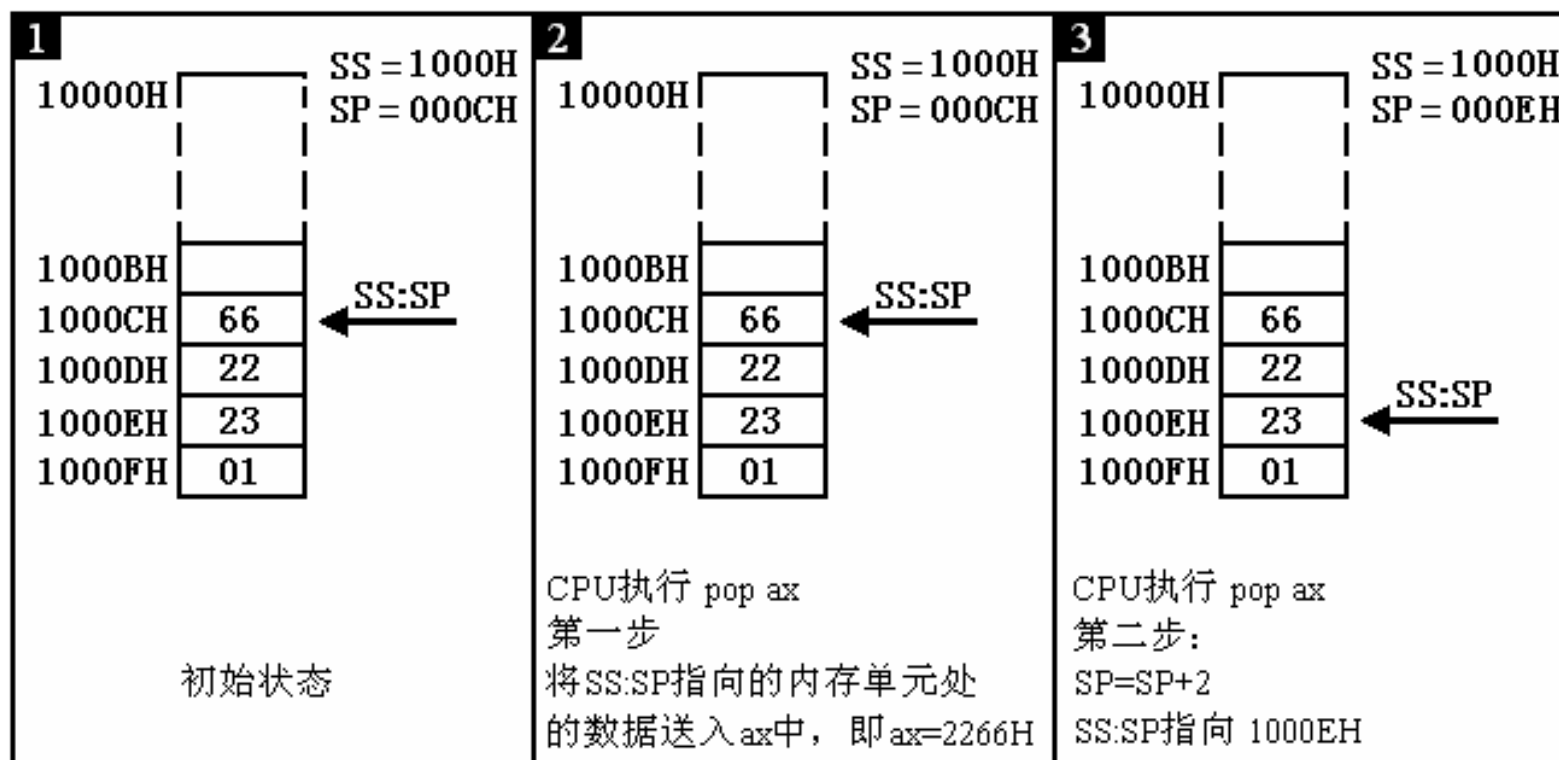 1
SS=1000H
10000H
SP=000CH
1000BH
SS:SP
1000CH 66
1000DH 22
1000EH 23
1000FH 01
初始状态
2
SS=1000H
10000H
SP=000CH
1000BH
SS:SP
1000CH 66
1000DH 22
1000EH 23
1000FH 01
CPU执行 pop ax
第一步
将SS:SP指向的内存单元处
的数据送入ax中，即ax=2266H
3
SS=1000H
10000H
SP=000EH
1000BH
1000CH 66
1000DH 22
SS:SP
1000EH 23
1000FH 01
CPU执行 pop ax
第二步：
SP=SP+2
SS:SP指向 1000EH